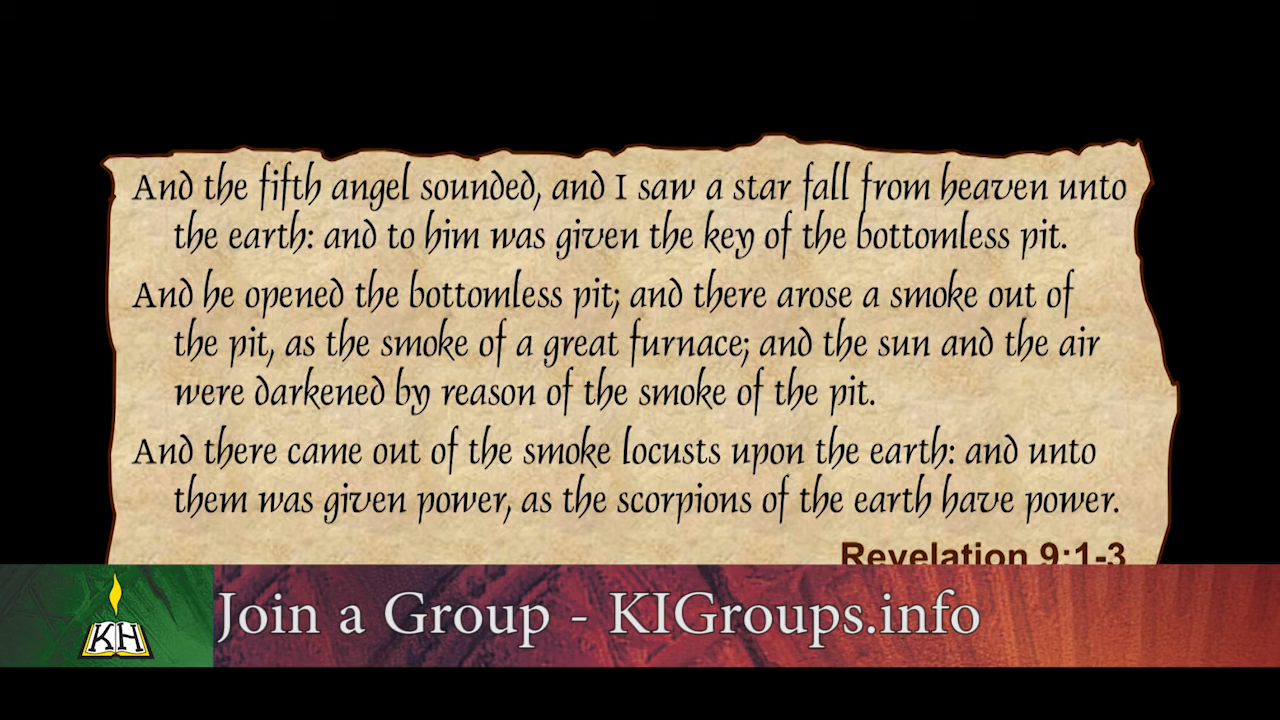 And the fifth angel sounded, and I saw a star fall from heaven unto
the earth: and to him was given the key of the bottomless pit.
And he opened the bottomless pit; and there arose a smoke out of
the pit, as the smoke of a great furnace; and the sun and the air
were darkened by reason of the smoke of the pit.
And there came out of the smoke locusts upon the earth: and unto
them was given power, as the scorpions of the earth have power.
Revelation 9:1-3
KH
Join a Group - KIGroups.info